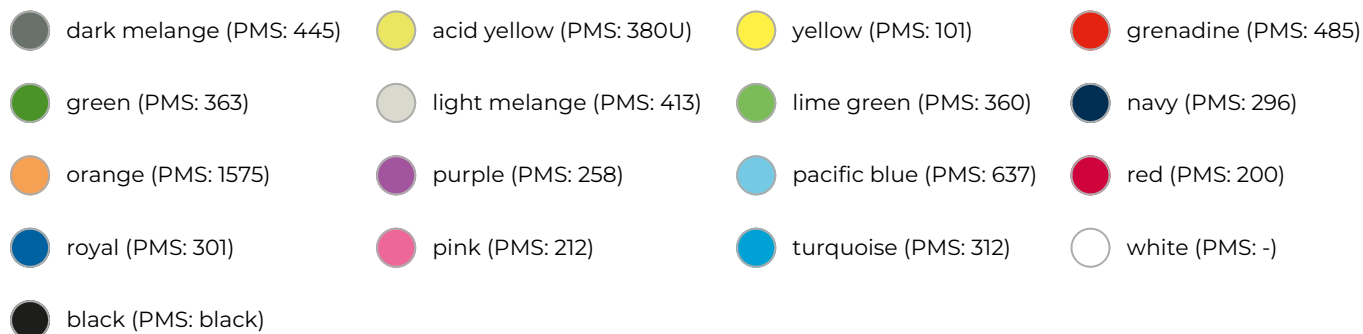 dark melange (PMS: 445) acid yellow (PMS: 380U) yellow (PMS: 101) grenadine (PMS: 485)
green (PMS: 363) light melange (PMS: 413) lime green (PMS: 360) navy (PMS: 296)
orange (PMS: 1575) purple (PMS: 258) pacific blue (PMS: 637) red (PMS: 200)
royal (PMS: 301) pink (PMS: 212) turquoise (PMS: 312) white (PMS: -)
black (PMS: black)